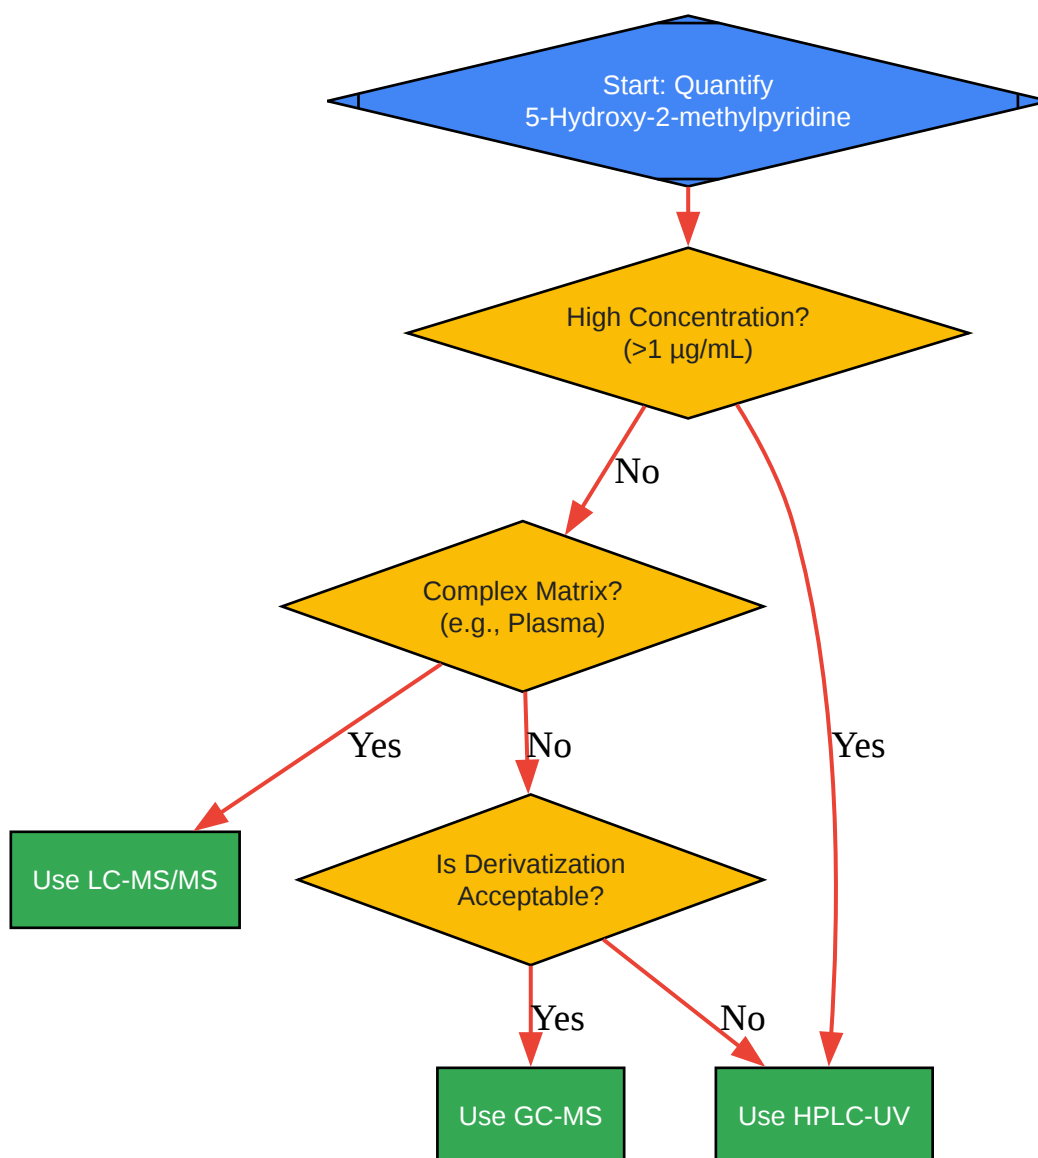 Start: Quantify
5-Hydroxy-2-methylpyridine
High Concentration?
(>1 µg/mL)
No
Complex Matrix?
(e.g., Plasma)
Yes
No
Yes
Is Derivatization
Acceptable?
Use LC-MS/MS
Yes
No
Use GC-MS
Use HPLC-UV